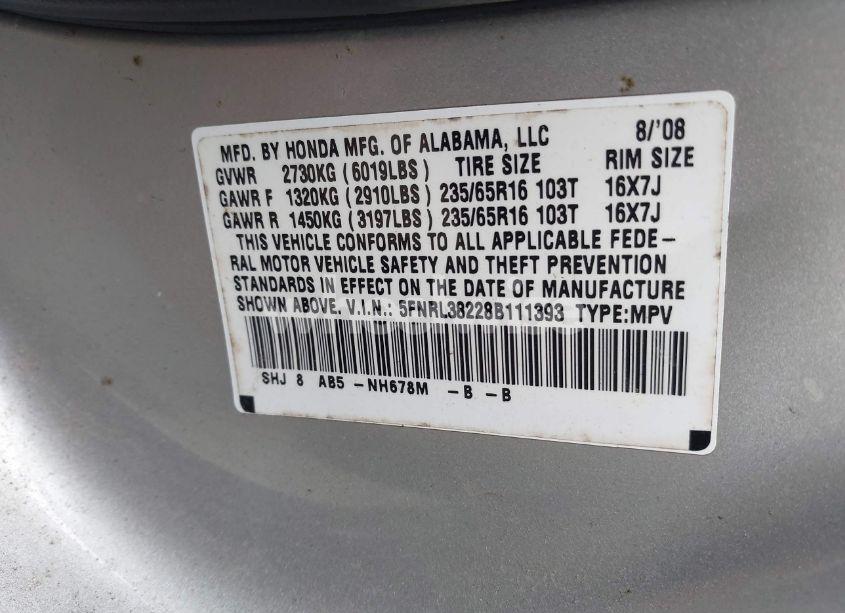 MFD. BY HONDA MFG. OF ALABAMA, LLC 8/'08
GVWR 2730KG (6019LBS) TIRE SIZE RIM SIZE
GAWR F 1320KG (2910LBS) 235/65R16 103T 16X7J
GAWR R 1450KG (3197LBS) 235/65R16 103T 16X7J
THIS VEHICLE CONFORMS TO ALL APPLICABLE FEDE-
RAL MOTOR VEHICLE SAFETY AND THEFT PREVENTION
STANDARDS IN EFFECT ON THE DATE OF MANUFACTURE
SHOWN ABOVE. V.I.N.: 5FNRL38228B111393 TYPE:MPV
SHJ 8 AB5 -NH678M -B -B